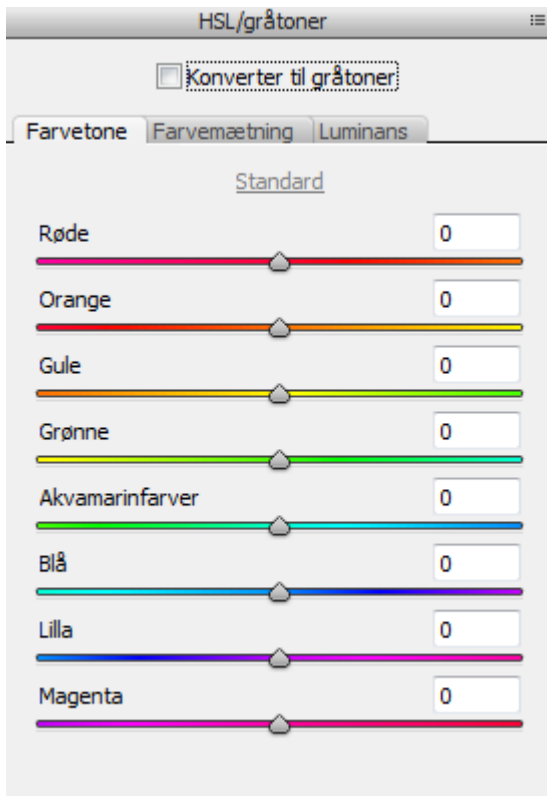 HSL/gråtoner
Konverter til gråtoner
Farvetone Farvemætning Luminans
Standard
Røde 0
Orange 0
Gule 0
Grønne 0
Akvamarinfarver 0
Blå 0
Lilla 0
Magenta 0